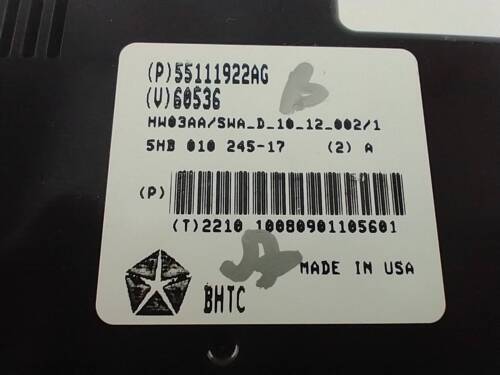 (P)55111922AG
(V)60536
HW03AA/SWA_D_10_12_002/1
5HB 010 245-17 (2) A
(P)
(T)2210 10080901105601
MADE IN USA
BHTC